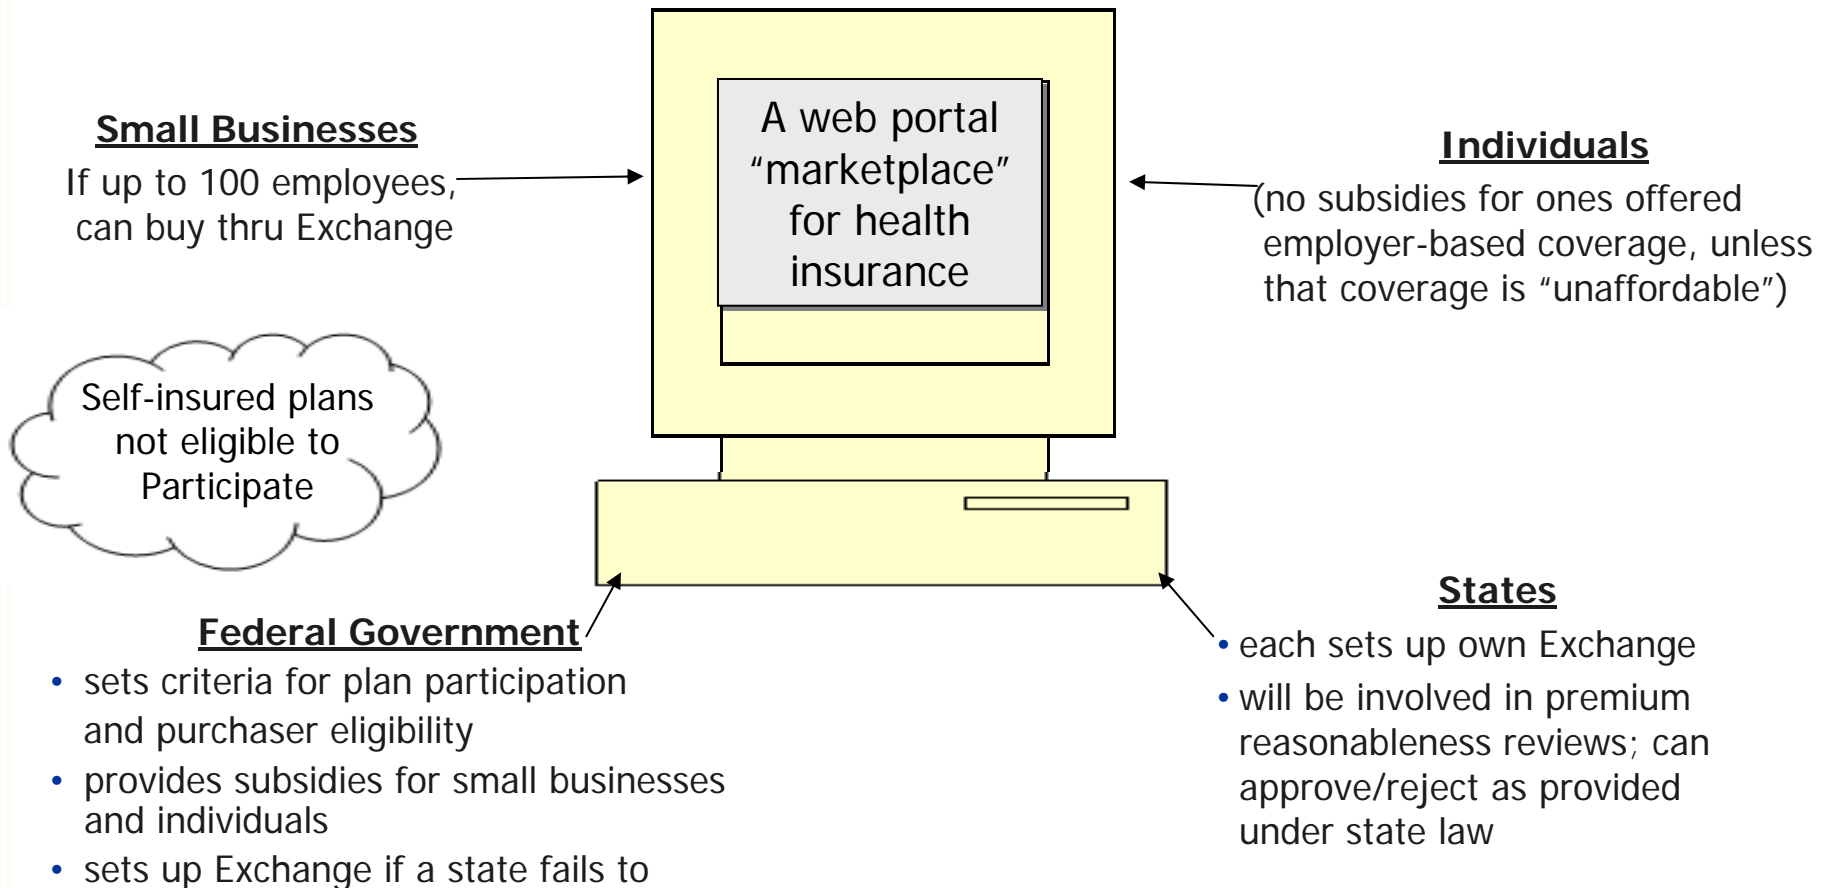 A web portal
“marketplace”
for health
insurance
Small Businesses
If up to 100 employees,
can buy thru Exchange
Individuals
(no subsidies for ones offered
employer-based coverage, unless
that coverage is “unaffordable”)
Self-insured plans
not eligible to
Participate
Federal Government
• sets criteria for plan participation
and purchaser eligibility
• provides subsidies for small businesses
and individuals
• sets up Exchange if a state fails to
States
• each sets up own Exchange
• will be involved in premium
reasonableness reviews; can
approve/reject as provided
under state law